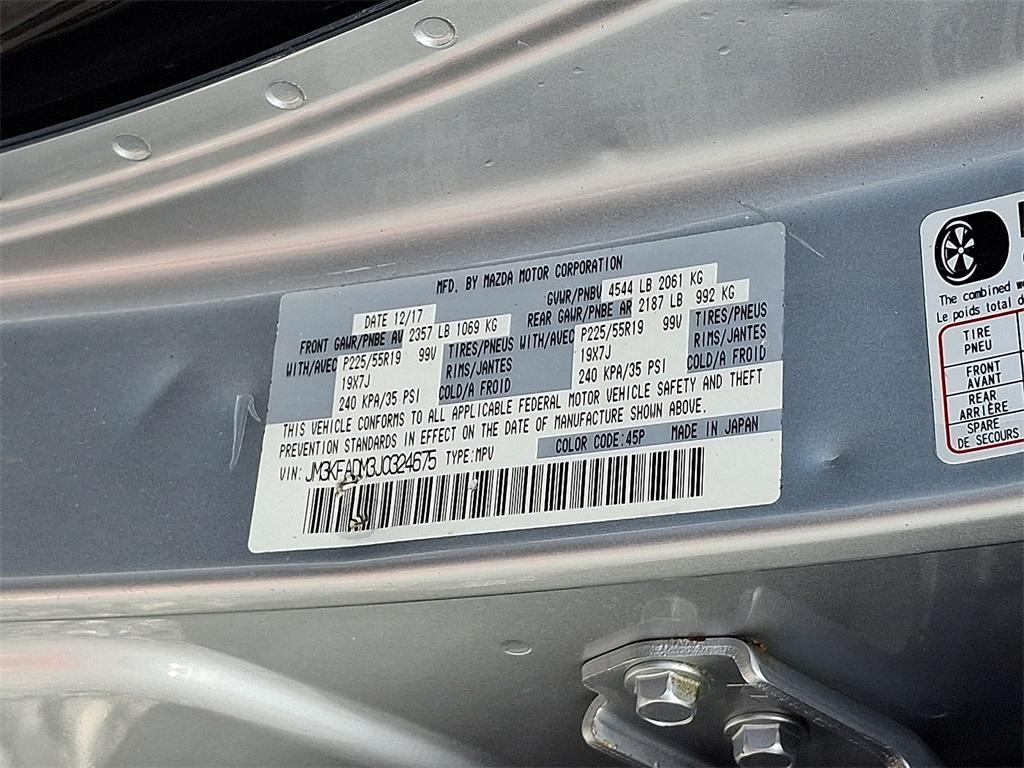 MFD. BY MAZDA MOTOR CORPORATION
DATE 12/17 GVWR/PNBV 4544 LB 2061 KG
FRONT GAWR/PNBE AV 2357 LB 1069 KG REAR GAWR/PNBE AR 2187 LB 992 KG
WITH/AVEC P225/55R19 99V TIRES/PNEUS WITH/AVEC P225/55R19 99V TIRES/PNEUS
19X7J RIMS/JANTES 19X7J RIMS/JANTES
240 KPA/35 PSI COLD/A FROID 240 KPA/35 PSI COLD/A FROID
THIS VEHICLE CONFORMS TO ALL APPLICABLE FEDERAL MOTOR VEHICLE SAFETY AND THEFT
PREVENTION STANDARDS IN EFFECT ON THE DATE OF MANUFACTURE SHOWN ABOVE.
COLOR CODE:45P MADE IN JAPAN
VIN: JM3KFADM3J0324675 TYPE:MPV
The combined
Le poids total
TIRE
PNEU
FRONT
AVANT
REAR
ARRIÈRE
SPARE
DE SECOURS